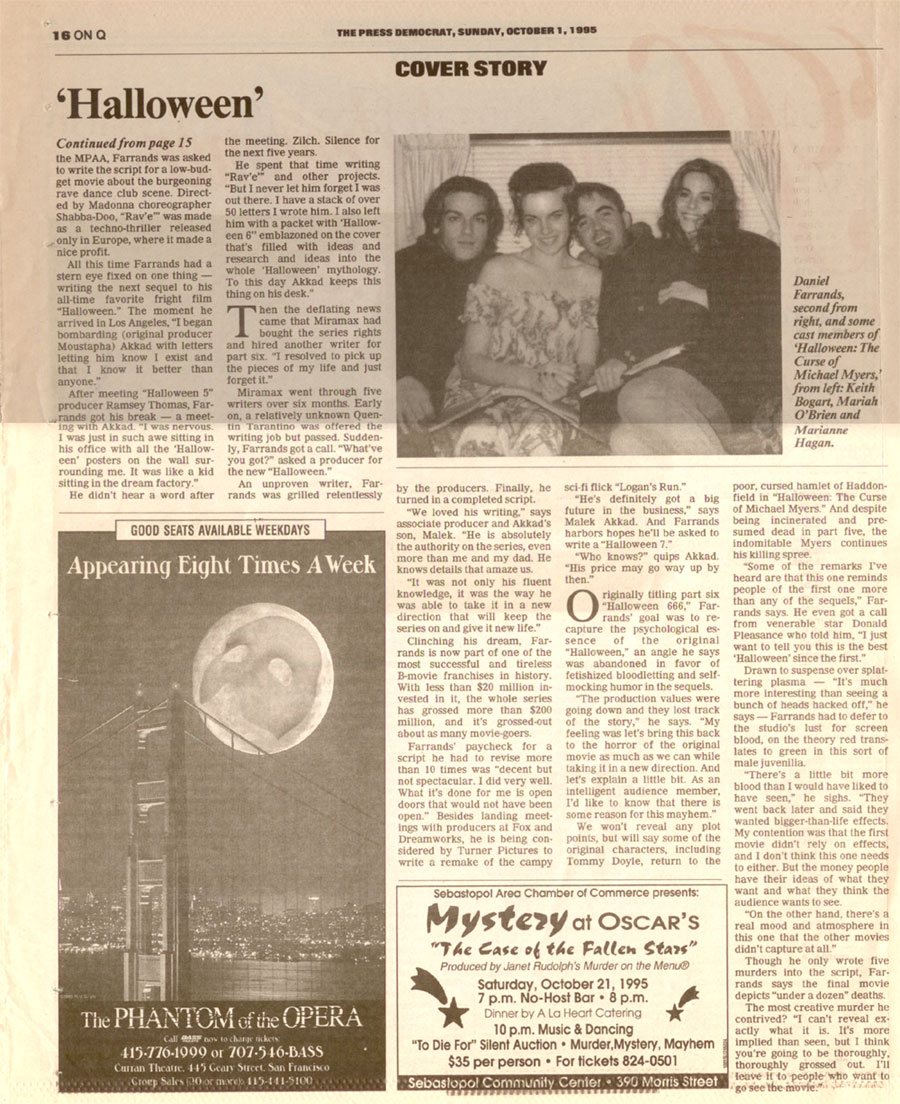 16 ON Q
THE PRESS DEMOCRAT, SUNDAY, OCTOBER 1, 1995
COVER STORY
‘Halloween’
Continued from page 15
the MPAA, Farrands was asked
to write the script for a low-bud-
get movie about the burgeoning
rave dance club scene. Direct-
ed by Madonna choreographer
Shabba-Doo, “Rav'e’” was made
as a techno-thriller released
only in Europe, where it made a
nice profit.
All this time Farrands had a
stern eye fixed on one thing —
writing the next sequel to his
all-time favorite fright film
“Halloween.” The moment he
arrived in Los Angeles, “I began
bombarding (original producer
Moustapha) Akkad with letters
letting him know I exist and
that I know it better than
anyone.”
After meeting “Halloween 5”
producer Ramsey Thomas, Far-
rands got his break — a meet-
ing with Akkad. “I was nervous.
I was just in such awe sitting in
his office with all the ‘Hallow-
een’ posters on the wall sur-
rounding me. It was like a kid
sitting in the dream factory.”
He didn't hear a word after
the meeting. Zilch. Silence for
the next five years.
He spent that time writing
“Rav'e’” and other projects.
“But I never let him forget I was
out there. I have a stack of over
50 letters I wrote him. I also left
him with a packet with ‘Hallow-
een 6” emblazoned on the cover
that's filled with ideas and
research and ideas into the
whole ‘Halloween’ mythology.
To this day Akkad keeps this
thing on his desk.”
Then the deflating news
came that Miramax had
bought the series rights
and hired another writer for
part six. “I resolved to pick up
the pieces of my life and just
forget it.”
Miramax went through five
writers over six months. Early
on, a relatively unknown Quen-
tin Tarantino was offered the
writing job but passed. Sudden-
ly, Farrands got a call. “What've
you got?” asked a producer for
the new “Halloween.”
An unproven writer, Far-
rands was grilled relentlessly
Daniel
Farrands,
second from
right, and some
cast members of
‘Halloween: The
Curse of
Michael Myers,’
from left: Keith
Bogart, Mariah
O'Brien and
Marianne
Hagan.
by the producers. Finally, he
turned in a completed script.
“We loved his writing,” says
associate producer and Akkad's
son, Malek. “He is absolutely
the authority on the series, even
more than me and my dad. He
knows details that amaze us.
“It was not only his fluent
knowledge, it was the way he
was able to take it in a new
direction that will keep the
series on and give it new life.”
Clinching his dream, Far-
rands is now part of one of the
most successful and tireless
B-movie franchises in history.
With less than $20 million in-
vested in it, the whole series
has grossed more than $200
million, and it's grossed-out
about as many movie-goers.
Farrands' paycheck for a
script he had to revise more
than 10 times was “decent but
not spectacular. I did very well.
What it's done for me is open
doors that would not have been
open.” Besides landing meet-
ings with producers at Fox and
Dreamworks, he is being con-
sidered by Turner Pictures to
write a remake of the campy
sci-fi flick “Logan's Run.”
“He's definitely got a big
future in the business,” says
Malek Akkad. And Farrands
harbors hopes he'll be asked to
write a “Halloween 7.”
“Who knows?” quips Akkad.
“His price may go way up by
then.”
Originally titling part six
“Halloween 666,” Far-
rands' goal was to re-
capture the psychological es-
sence of the original
“Halloween,” an angle he says
was abandoned in favor of
fetishized bloodletting and self-
mocking humor in the sequels.
“The production values were
going down and they lost track
of the story,” he says. “My
feeling was let's bring this back
to the horror of the original
movie as much as we can while
taking it in a new direction. And
let's explain a little bit. As an
intelligent audience member,
I'd like to know that there is
some reason for this mayhem.”
We won't reveal any plot
points, but will say some of the
original characters, including
Tommy Doyle, return to the
poor, cursed hamlet of Haddon-
field in “Halloween: The Curse
of Michael Myers.” And despite
being incinerated and pre-
sumed dead in part five, the
indomitable Myers continues
his killing spree.
“Some of the remarks I've
heard are that this one reminds
people of the first one more
than any of the sequels,” Far-
rands says. He even got a call
from venerable star Donald
Pleasance who told him, “I just
want to tell you this is the best
‘Halloween’ since the first.”
Drawn to suspense over splat-
tering plasma — “It's much
more interesting than seeing a
bunch of heads hacked off,” he
says — Farrands had to defer to
the studio's lust for screen
blood, on the theory red trans-
lates to green in this sort of
male juvenilia.
“There's a little bit more
blood than I would have liked to
have seen,” he sighs. “They
went back later and said they
wanted bigger-than-life effects.
My contention was that the first
movie didn't rely on effects,
and I don't think this one needs
to either. But the money people
have their ideas of what they
want and what they think the
audience wants to see.
“On the other hand, there's a
real mood and atmosphere in
this one that the other movies
didn't capture at all.”
Though he only wrote five
murders into the script, Far-
rands says the final movie
depicts “under a dozen” deaths.
The most creative murder he
contrived? “I can't reveal ex-
actly what it is. It's more
implied than seen, but I think
you're going to be thoroughly,
thoroughly grossed out. I'll
leave it to people who want to
go see the movie.”
GOOD SEATS AVAILABLE WEEKDAYS
Appearing Eight Times A Week
The PHANTOM of the OPERA
Call BASS now to charge tickets:
415-776-1999 or 707-546-BASS
Curran Theatre, 445 Geary Street, San Francisco
Group Sales (20 or more): 415-441-5100
Sebastopol Area Chamber of Commerce presents:
Mystery at OSCAR'S
“The Case of the Fallen Stars”
Produced by Janet Rudolph's Murder on the Menu®
Saturday, October 21, 1995
7 p.m. No-Host Bar • 8 p.m.
Dinner by A La Heart Catering
10 p.m. Music & Dancing
“To Die For” Silent Auction • Murder,Mystery, Mayhem
$35 per person • For tickets 824-0501
Sebastopol Community Center • 390 Morris Street